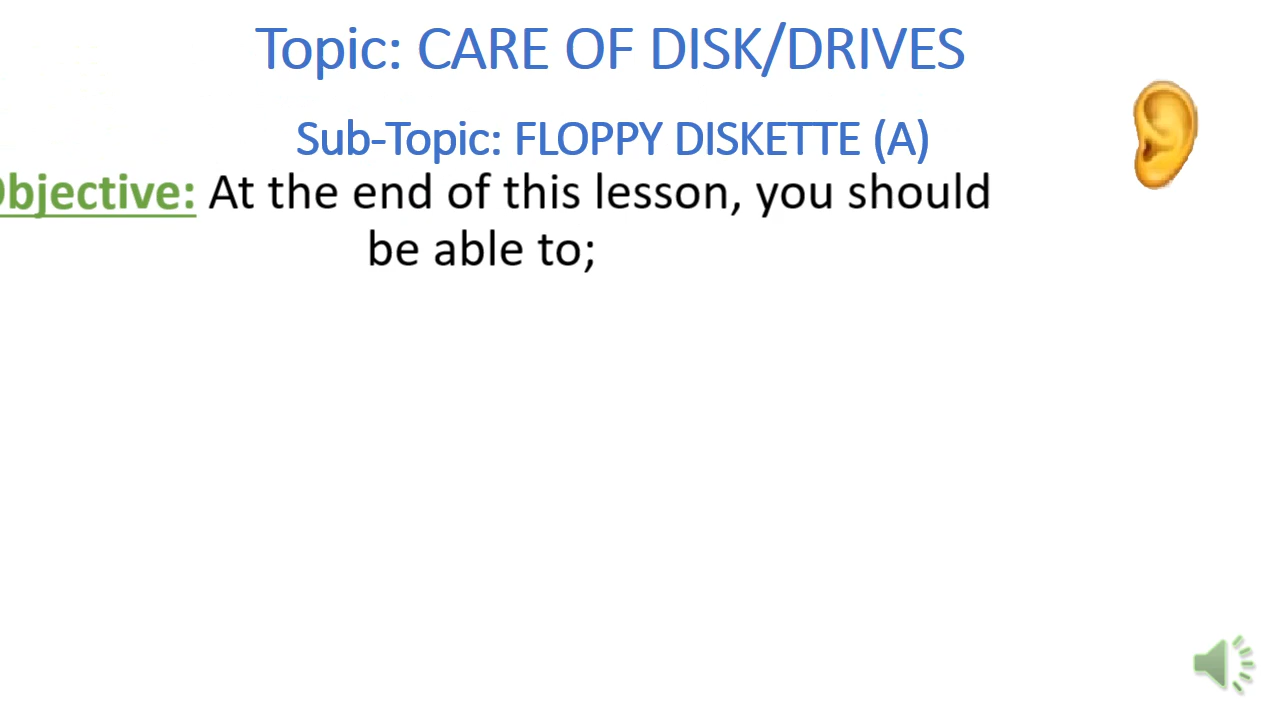 Topic: CARE OF DISK/DRIVES
Sub-Topic: FLOPPY DISKETTE (A)
Objective: At the end of this lesson, you should
be able to;